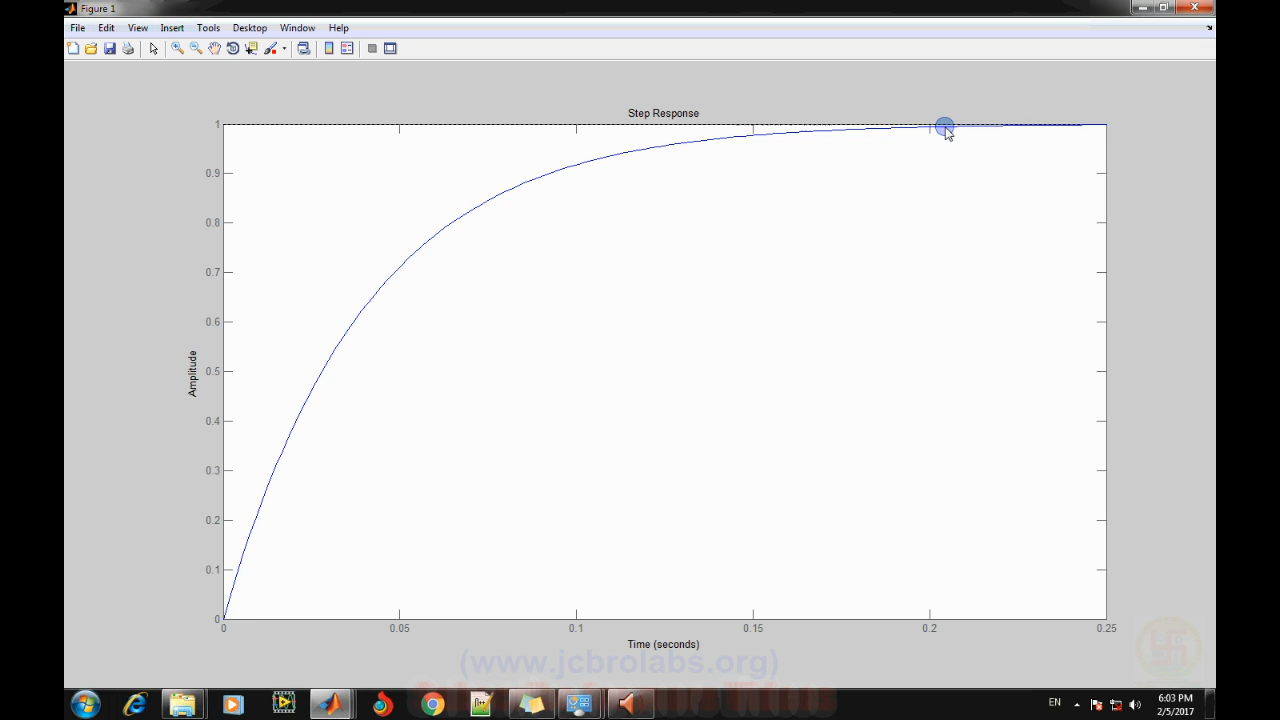 Figure 1
File Edit View Insert Tools Desktop Window Help
Step Response
1
0.9
0.8
0.7
0.6
0.5
0.4
0.3
0.2
0.1
0
Amplitude
0 0.05 0.1 0.15 0.2 0.25
Time (seconds)
(www.jcbrolabs.org)
EN
6:03 PM
2/5/2017